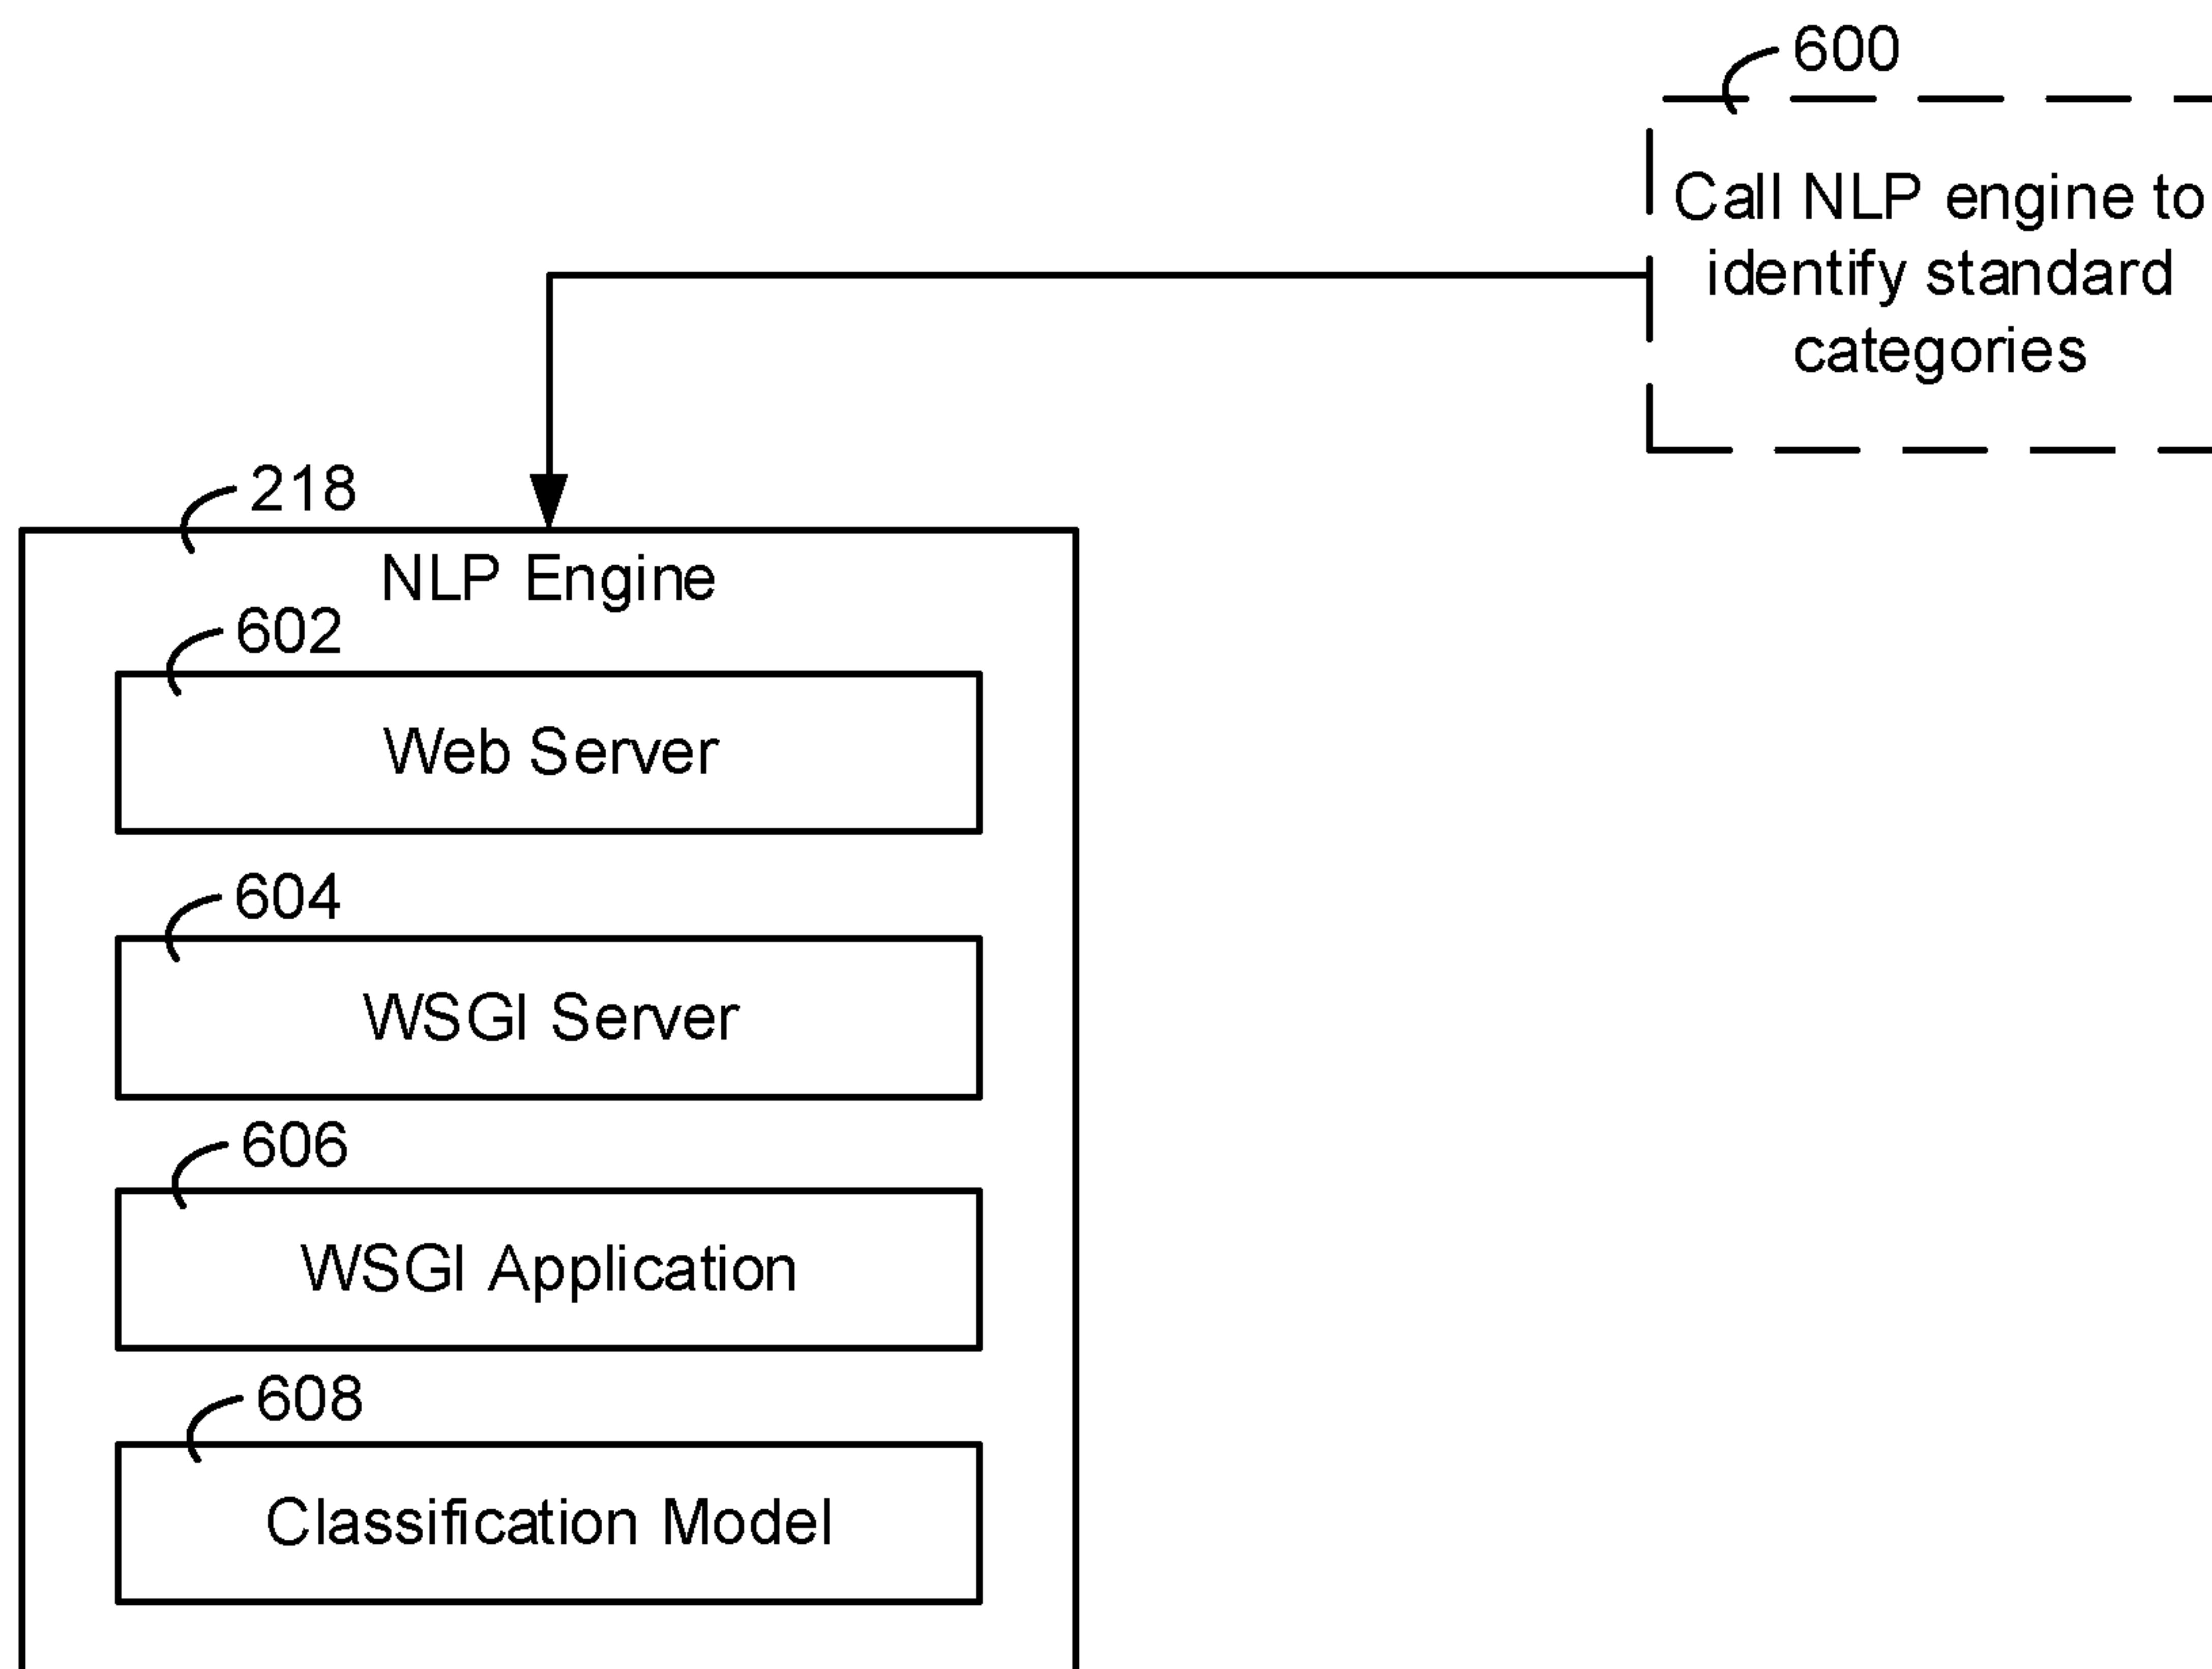 600
Call NLP engine to
identify standard
categories
218
NLP Engine
602
Web Server
604
WSGI Server
606
WSGI Application
608
Classification Model